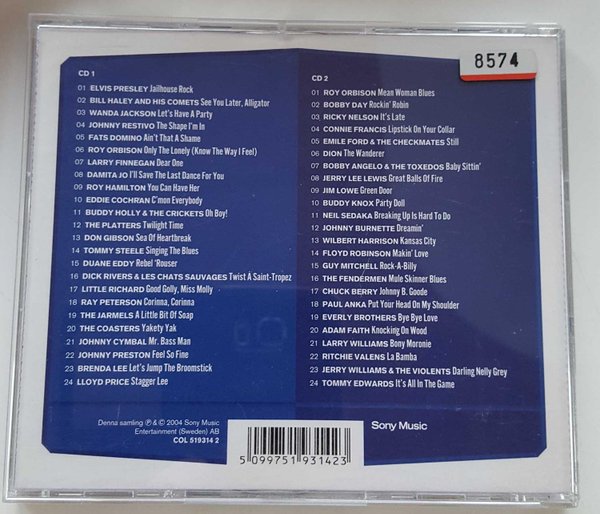 8574
CD 1
01 ELVIS PRESLEY Jailhouse Rock
02 BILL HALEY AND HIS COMETS See You Later, Alligator
03 WANDA JACKSON Let's Have A Party
04 JOHNNY RESTIVO The Shape I'm In
05 FATS DOMINO Ain't That A Shame
06 ROY ORBISON Only The Lonely (Know The Way I Feel)
07 LARRY FINNEGAN Dear One
08 DAMITA JO I'll Save The Last Dance For You
09 ROY HAMILTON You Can Have Her
10 EDDIE COCHRAN C'mon Everybody
11 BUDDY HOLLY & THE CRICKETS Oh Boy!
12 THE PLATTERS Twilight Time
13 DON GIBSON Sea Of Heartbreak
14 TOMMY STEELE Singing The Blues
15 DUANE EDDY Rebel 'Rouser
16 DICK RIVERS & LES CHATS SAUVAGES Twist Á Saint-Tropez
17 LITTLE RICHARD Good Golly, Miss Molly
18 RAY PETERSON Corinna, Corinna
19 THE JARMELS A Little Bit Of Soap
20 THE COASTERS Yakety Yak
21 JOHNNY CYMBAL Mr. Bass Man
22 JOHNNY PRESTON Feel So Fine
23 BRENDA LEE Let's Jump The Broomstick
24 LLOYD PRICE Stagger Lee
CD 2
01 ROY ORBISON Mean Woman Blues
02 BOBBY DAY Rockin' Robin
03 RICKY NELSON It's Late
04 CONNIE FRANCIS Lipstick On Your Collar
05 EMILE FORD & THE CHECKMATES Still
06 DION The Wanderer
07 BOBBY ANGELO & THE TOXEDOS Baby Sittin'
08 JERRY LEE LEWIS Great Balls Of Fire
09 JIM LOWE Green Door
10 BUDDY KNOX Party Doll
11 NEIL SEDAKA Breaking Up Is Hard To Do
12 JOHNNY BURNETTE Dreamin'
13 WILBERT HARRISON Kansas City
14 FLOYD ROBINSON Makin' Love
15 GUY MITCHELL Rock-A-Billy
16 THE FENDERMEN Mule Skinner Blues
17 CHUCK BERRY Johnny B. Goode
18 PAUL ANKA Put Your Head On My Shoulder
19 EVERLY BROTHERS Bye Bye Love
20 ADAM FAITH Knocking On Wood
21 LARRY WILLIAMS Bony Moronie
22 RITCHIE VALENS La Bamba
23 JERRY WILLIAMS & THE VIOLENTS Darling Nelly Grey
24 TOMMY EDWARDS It's All In The Game
Denna samling ℗ & © 2004 Sony Music
Entertainment (Sweden) AB
COL 519314 2
5 099751 931423
Sony Music